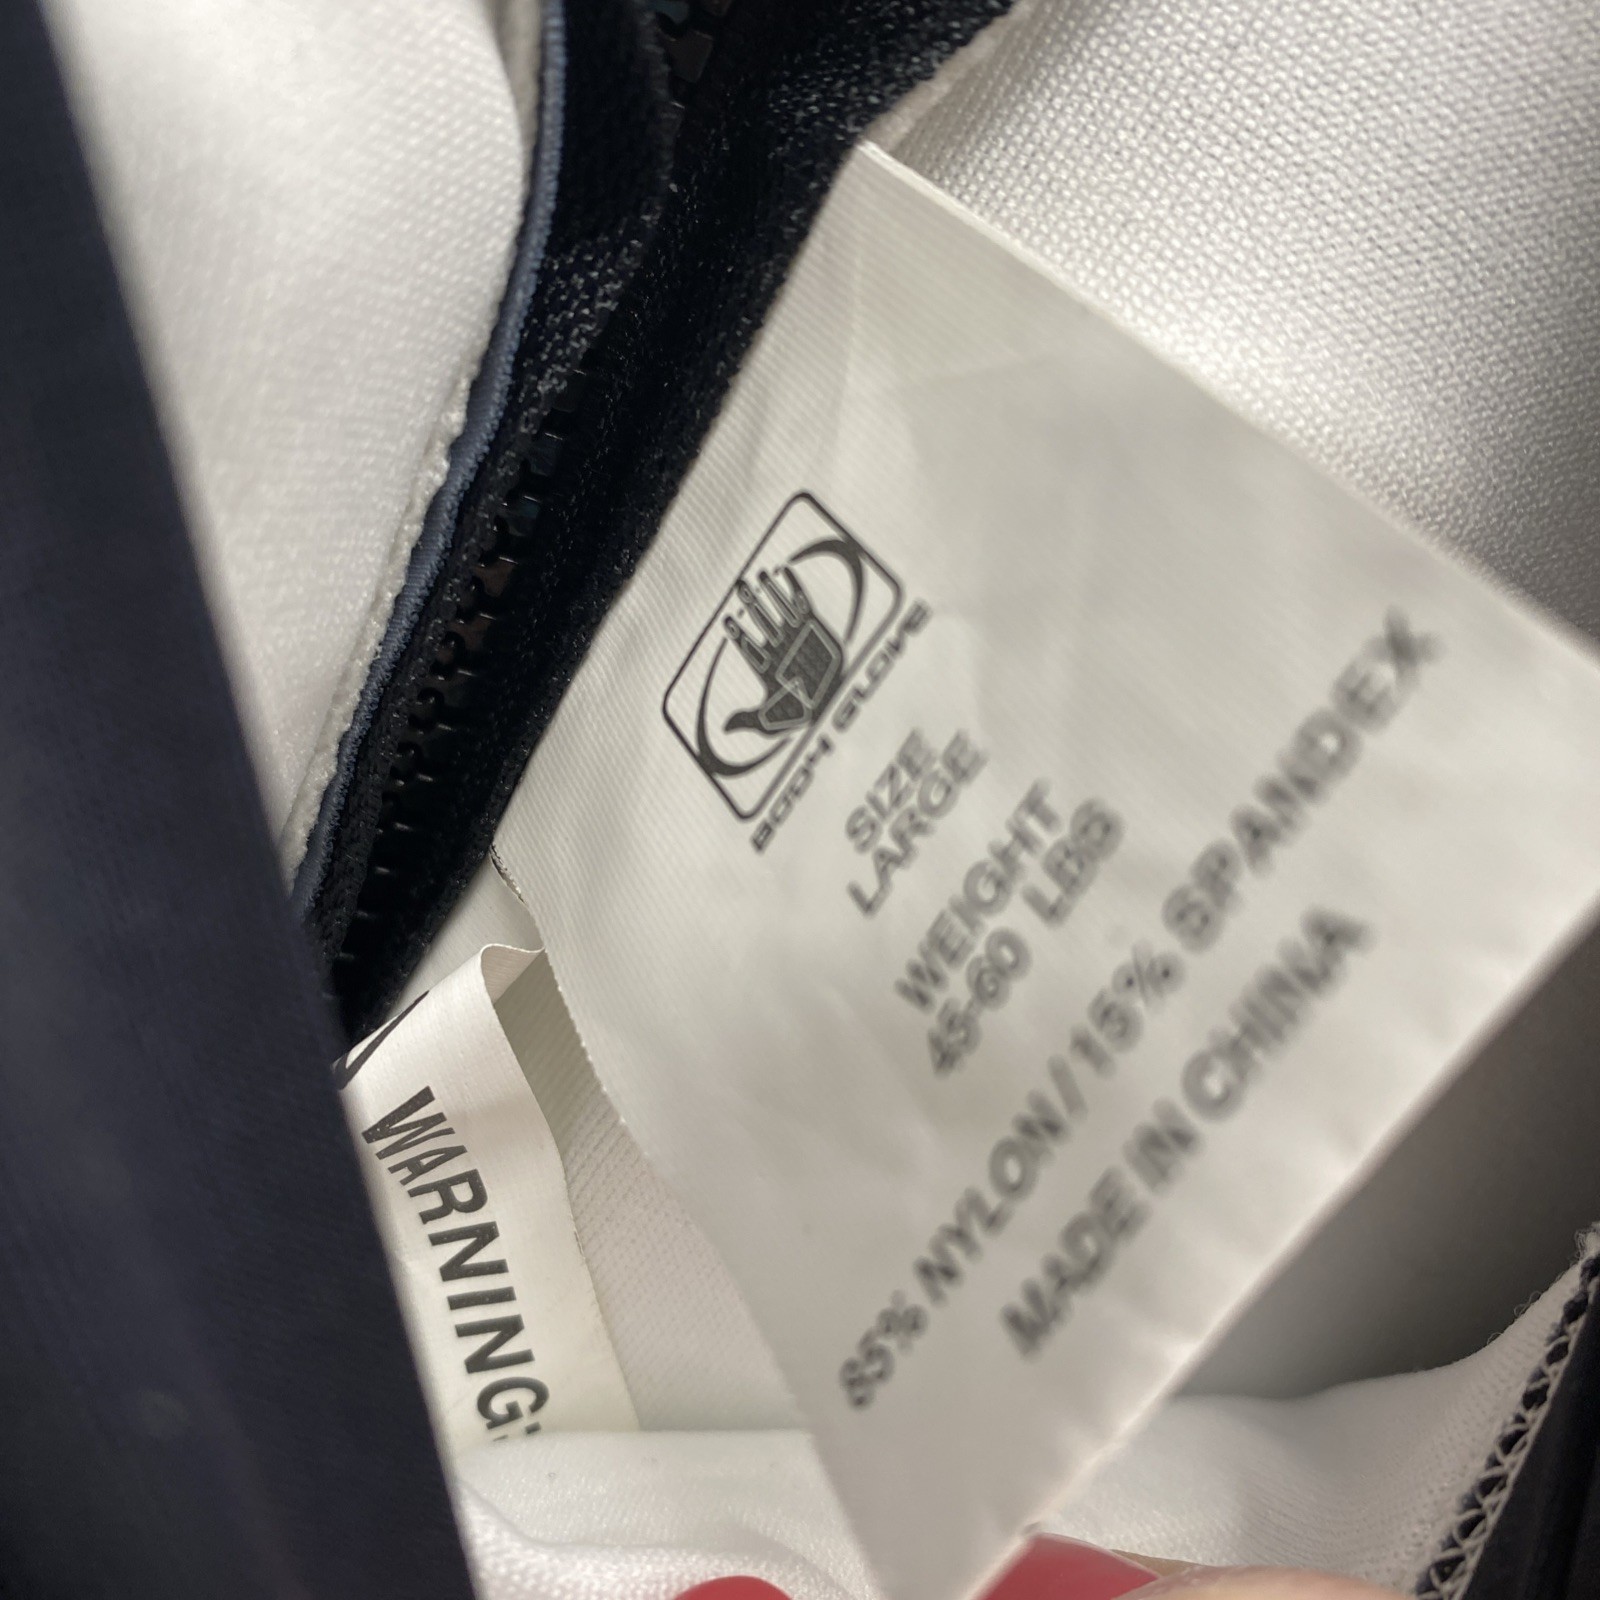 BODY GLOVE
SIZE
LARGE
WEIGHT
45-60 LBS
85% NYLON / 15% SPANDEX
MADE IN CHINA
WARNING: